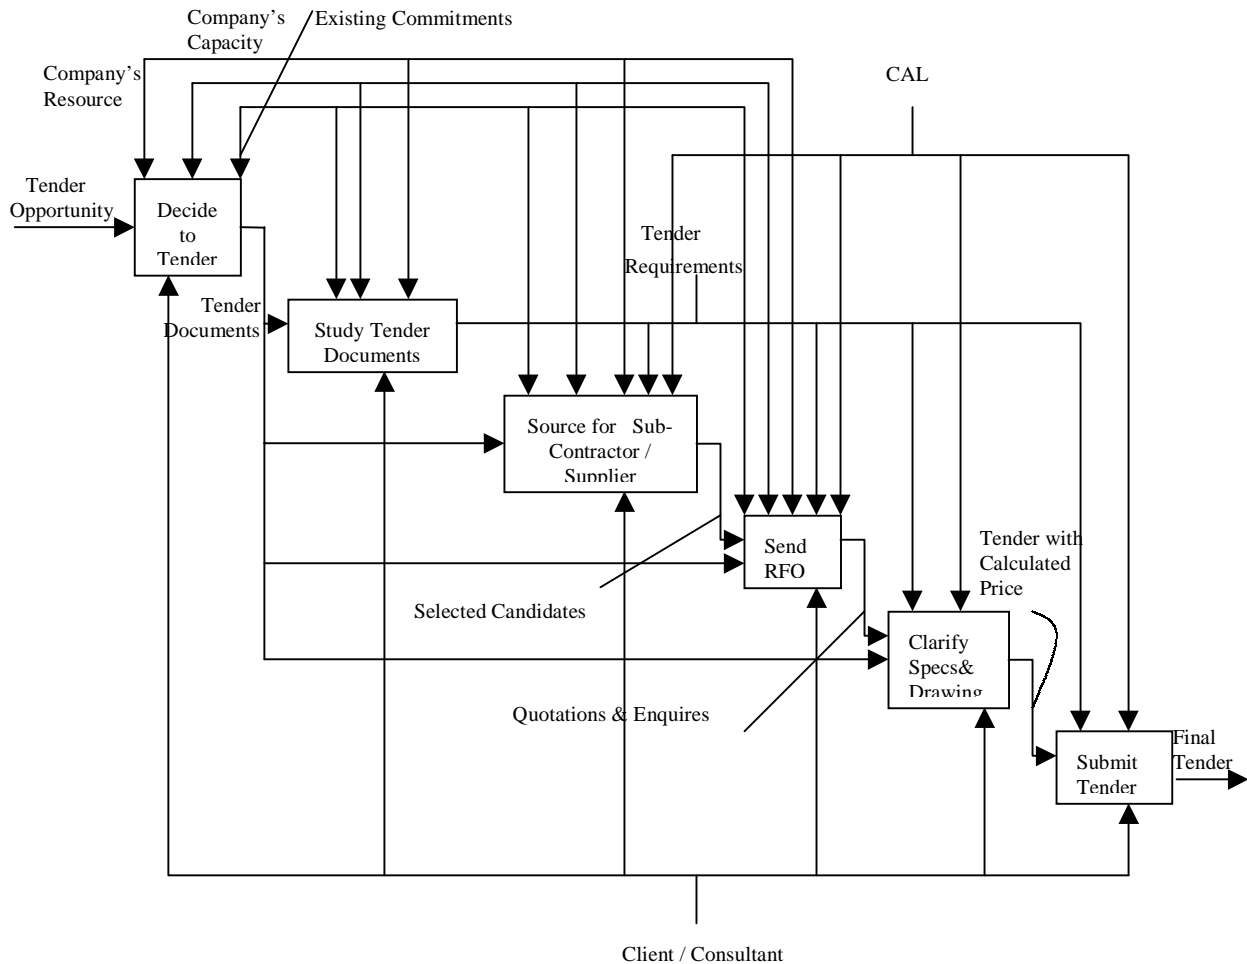 Company's
Capacity
Existing Commitments
Company's
Resource
CAL
Tender
Opportunity
Decide
to
Tender
Tender
Requirements
Tender
Documents
Study Tender
Documents
Source for Sub-
Contractor /
Supplier
Send
RFO
Tender with
Calculated
Price
Selected Candidates
Clarify
Specs&
Drawing
Quotations & Enquires
Submit
Tender
Final
Tender
Client / Consultant